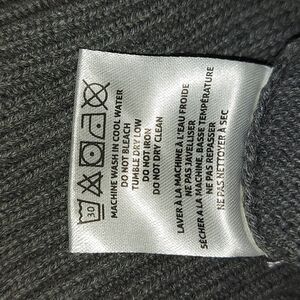 30
MACHINE WASH IN COOL WATER
DO NOT BLEACH
TUMBLE DRY LOW
DO NOT IRON
DO NOT DRY CLEAN
LAVER À LA MACHINE À L'EAU FROIDE
NE PAS JAVELLISER
SÉCHER A LA MACHINE, BASSE TEMPÉRATURE
NE PAS REPASSER
NE PAS NETTOYER À SEC